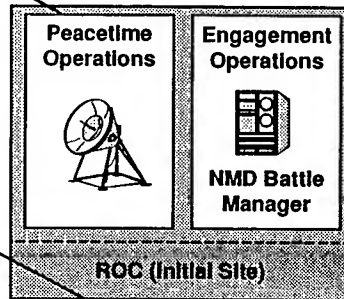 Peacetime
Operations
Engagement
Operations
NMD Battle
Manager
ROC (Initial Site)